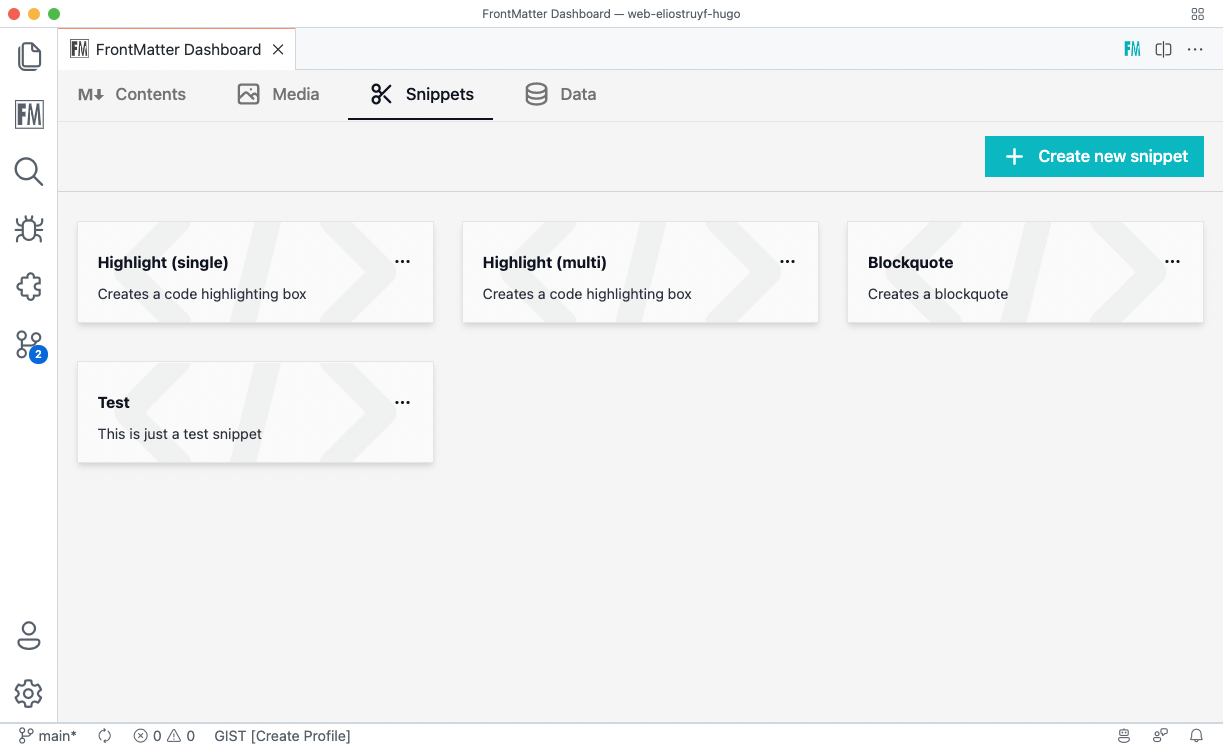 FrontMatter Dashboard — web-eliostruyf-hugo
FM FrontMatter Dashboard
FM
M Contents Media Snippets Data
FM
Create new snippet
Highlight (single)
Creates a code highlighting box
Highlight (multi)
Creates a code highlighting box
Blockquote
Creates a blockquote
2
Test
This is just a test snippet
main* 0 0 GIST [Create Profile]